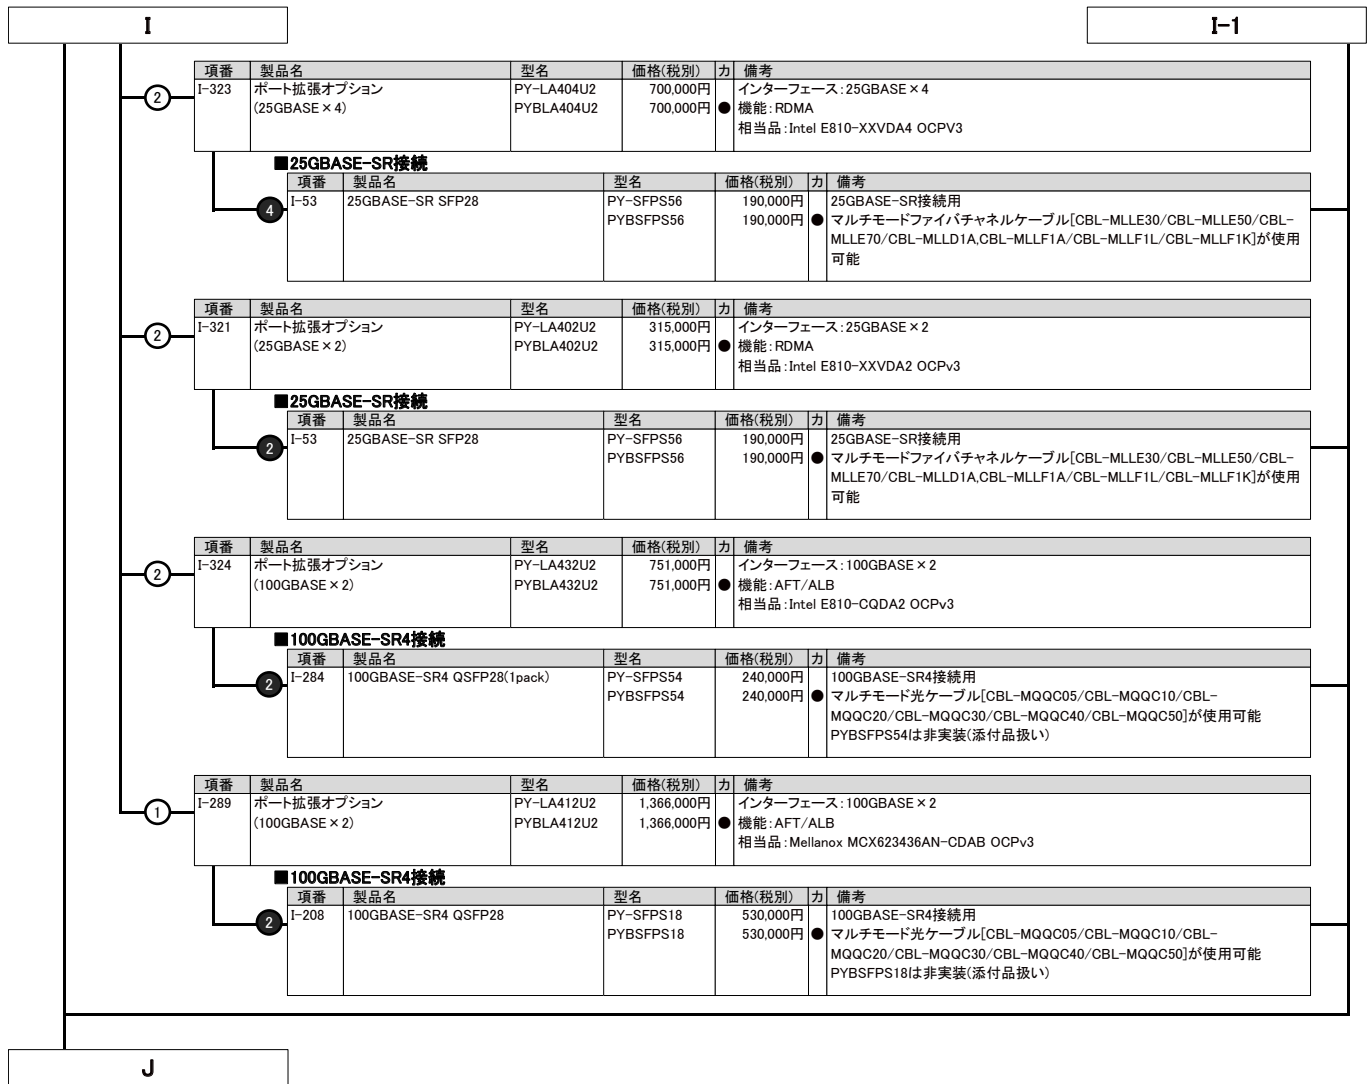 I
I-1
項番 製品名 型名 価格(税別) カ 備考
② I-323 ポート拡張オプション PY-LA404U2 700,000円 インターフェース:25GBASE×4
(25GBASE×4) PYBLA404U2 700,000円 ● 機能:RDMA
相当品:Intel E810-XXVDA4 OCPV3
■25GBASE-SR接続
項番 製品名 型名 価格(税別) カ 備考
4 I-53 25GBASE-SR SFP28 PY-SFPS56 190,000円 25GBASE-SR接続用
PYBSFPS56 190,000円 ● マルチモードファイバチャネルケーブル[CBL-MLLE30/CBL-MLLE50/CBL-
MLLE70/CBL-MLLD1A,CBL-MLLF1A/CBL-MLLF1L/CBL-MLLF1K]が使用
可能
項番 製品名 型名 価格(税別) カ 備考
② I-321 ポート拡張オプション PY-LA402U2 315,000円 インターフェース:25GBASE×2
(25GBASE×2) PYBLA402U2 315,000円 ● 機能:RDMA
相当品:Intel E810-XXVDA2 OCPv3
■25GBASE-SR接続
項番 製品名 型名 価格(税別) カ 備考
2 I-53 25GBASE-SR SFP28 PY-SFPS56 190,000円 25GBASE-SR接続用
PYBSFPS56 190,000円 ● マルチモードファイバチャネルケーブル[CBL-MLLE30/CBL-MLLE50/CBL-
MLLE70/CBL-MLLD1A,CBL-MLLF1A/CBL-MLLF1L/CBL-MLLF1K]が使用
可能
項番 製品名 型名 価格(税別) カ 備考
② I-324 ポート拡張オプション PY-LA432U2 751,000円 インターフェース:100GBASE×2
(100GBASE×2) PYBLA432U2 751,000円 ● 機能:AFT/ALB
相当品:Intel E810-CQDA2 OCPv3
■100GBASE-SR4接続
項番 製品名 型名 価格(税別) カ 備考
2 I-284 100GBASE-SR4 QSFP28(1pack) PY-SFPS54 240,000円 100GBASE-SR4接続用
PYBSFPS54 240,000円 ● マルチモード光ケーブル[CBL-MQQC05/CBL-MQQC10/CBL-
MQQC20/CBL-MQQC30/CBL-MQQC40/CBL-MQQC50]が使用可能
PYBSFPS54は非実装(添付品扱い)
項番 製品名 型名 価格(税別) カ 備考
① I-289 ポート拡張オプション PY-LA412U2 1,366,000円 インターフェース:100GBASE×2
(100GBASE×2) PYBLA412U2 1,366,000円 ● 機能:AFT/ALB
相当品:Mellanox MCX623436AN-CDAB OCPv3
■100GBASE-SR4接続
項番 製品名 型名 価格(税別) カ 備考
2 I-208 100GBASE-SR4 QSFP28 PY-SFPS18 530,000円 100GBASE-SR4接続用
PYBSFPS18 530,000円 ● マルチモード光ケーブル[CBL-MQQC05/CBL-MQQC10/CBL-
MQQC20/CBL-MQQC30/CBL-MQQC40/CBL-MQQC50]が使用可能
PYBSFPS18は非実装(添付品扱い)
J